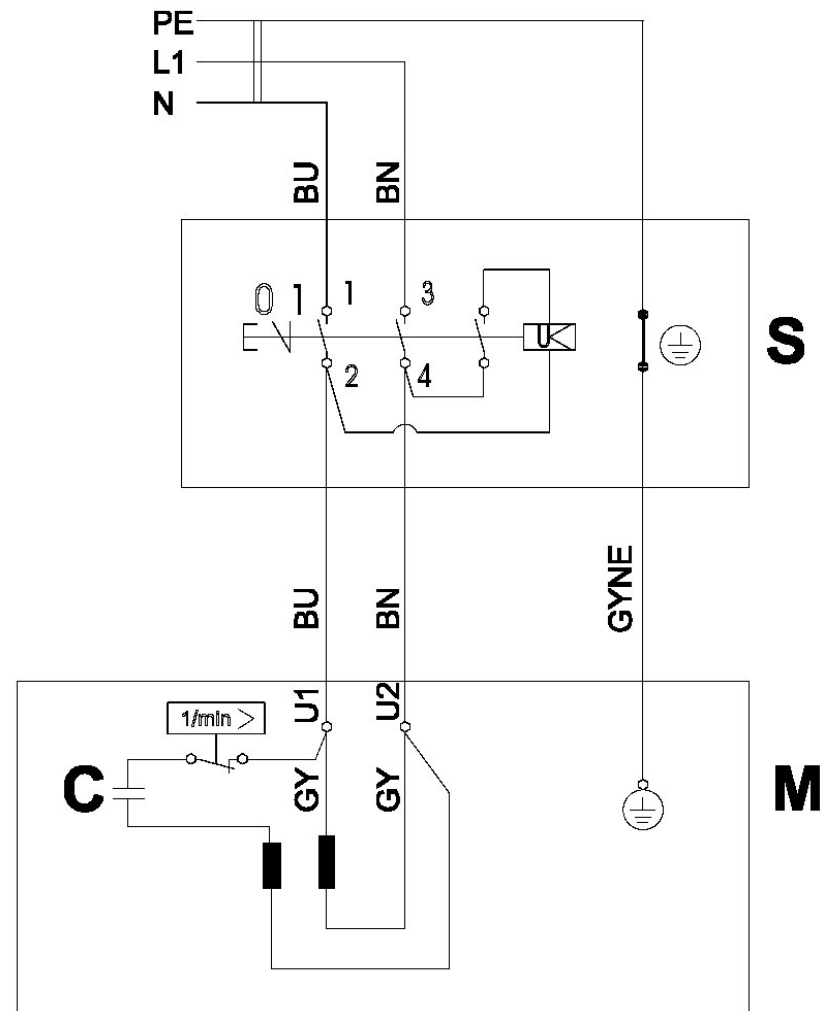 PE
L1
N
BU BN
0 1 1 3
U<
S
2 4
BU BN GYNE
1/min > U1 U2
C GY GY M